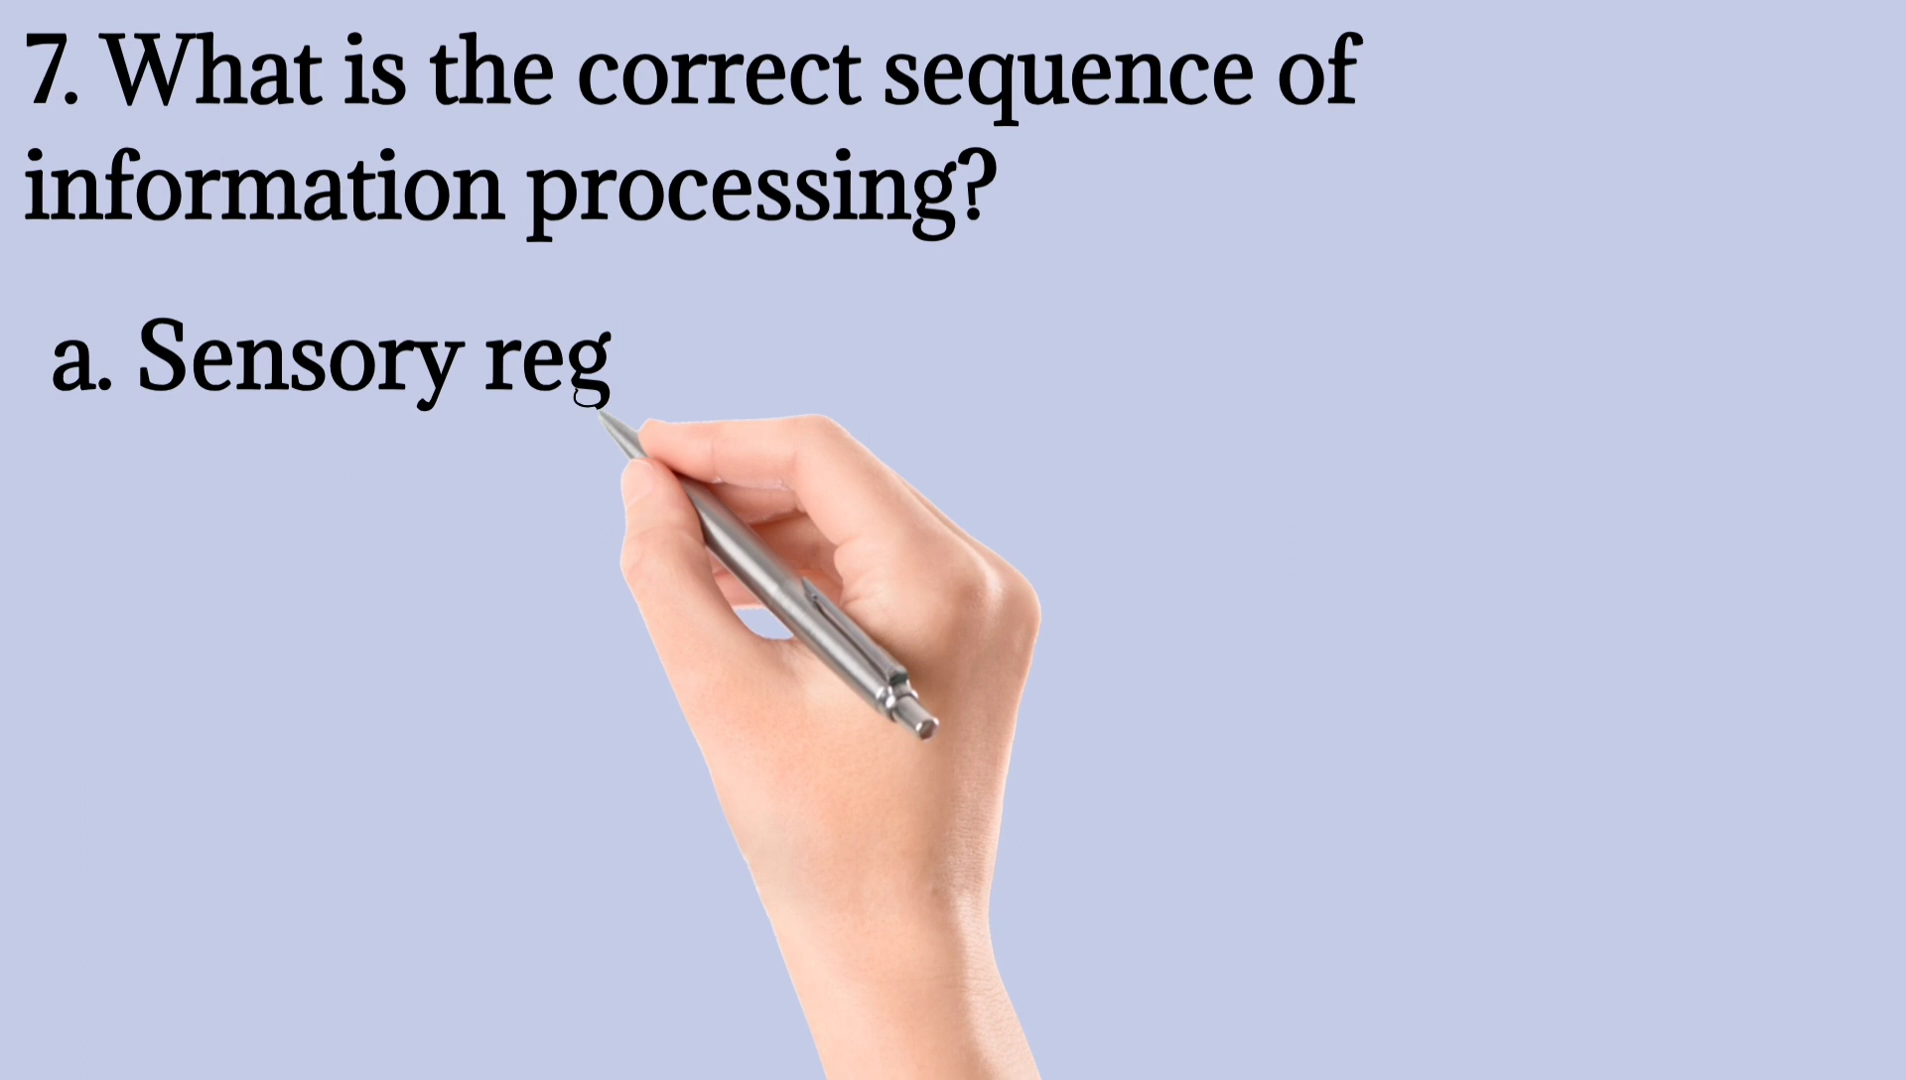 7. What is the correct sequence of
information processing?
a. Sensory reg